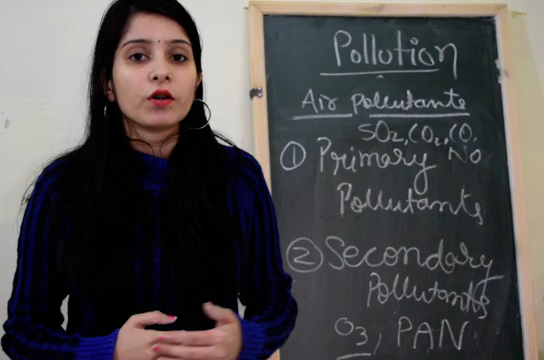 Pollution
Air pollutants
SO₂, CO₂, CO,
① Primary NO
Pollutants
② Secondary
Pollutants
O₃, PAN.